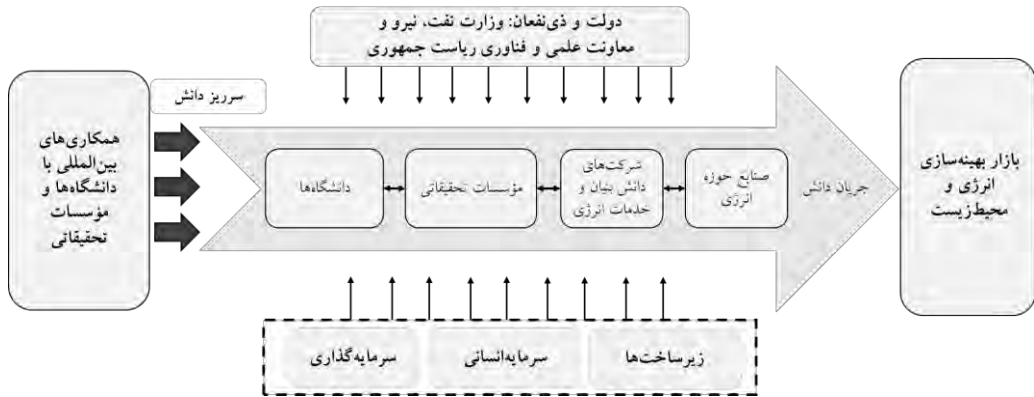 دولت و ذی‌نفعان: وزارت نفت، نیرو و
معاونت علمی و فناوری ریاست جمهوری
سرریز دانش
همکاری‌های
بین‌المللی با
دانشگاه‌ها و
مؤسسات
تحقیقاتی
دانشگاه‌ها
مؤسسات تحقیقاتی
شرکت‌های
دانش بنیان و
خدمات انرژی
صنایع حوزه
انرژی
جریان دانش
بازار بهینه‌سازی
انرژی و
محیط‌زیست
سرمایه‌گذاری
سرمایه‌انسانی
زیرساخت‌ها